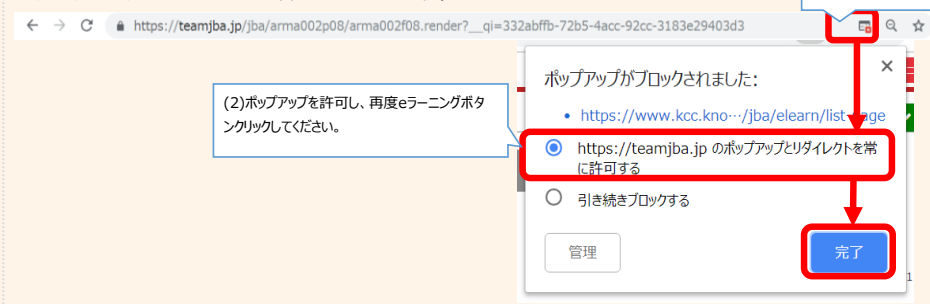 https://teamjba.jp/jba/arma002p08/arma002f08.render?__qi=332abffb-72b5-4acc-92cc-3183e29403d3
ポップアップがブロックされました:
• https://www.kcc.kno…/jba/elearn/list-page
(2)ポップアップを許可し、再度eラーニングボタ
ンクリックしてください。
https://teamjba.jp のポップアップとリダイレクトを常
に許可する
引き続きブロックする
管理
完了
1